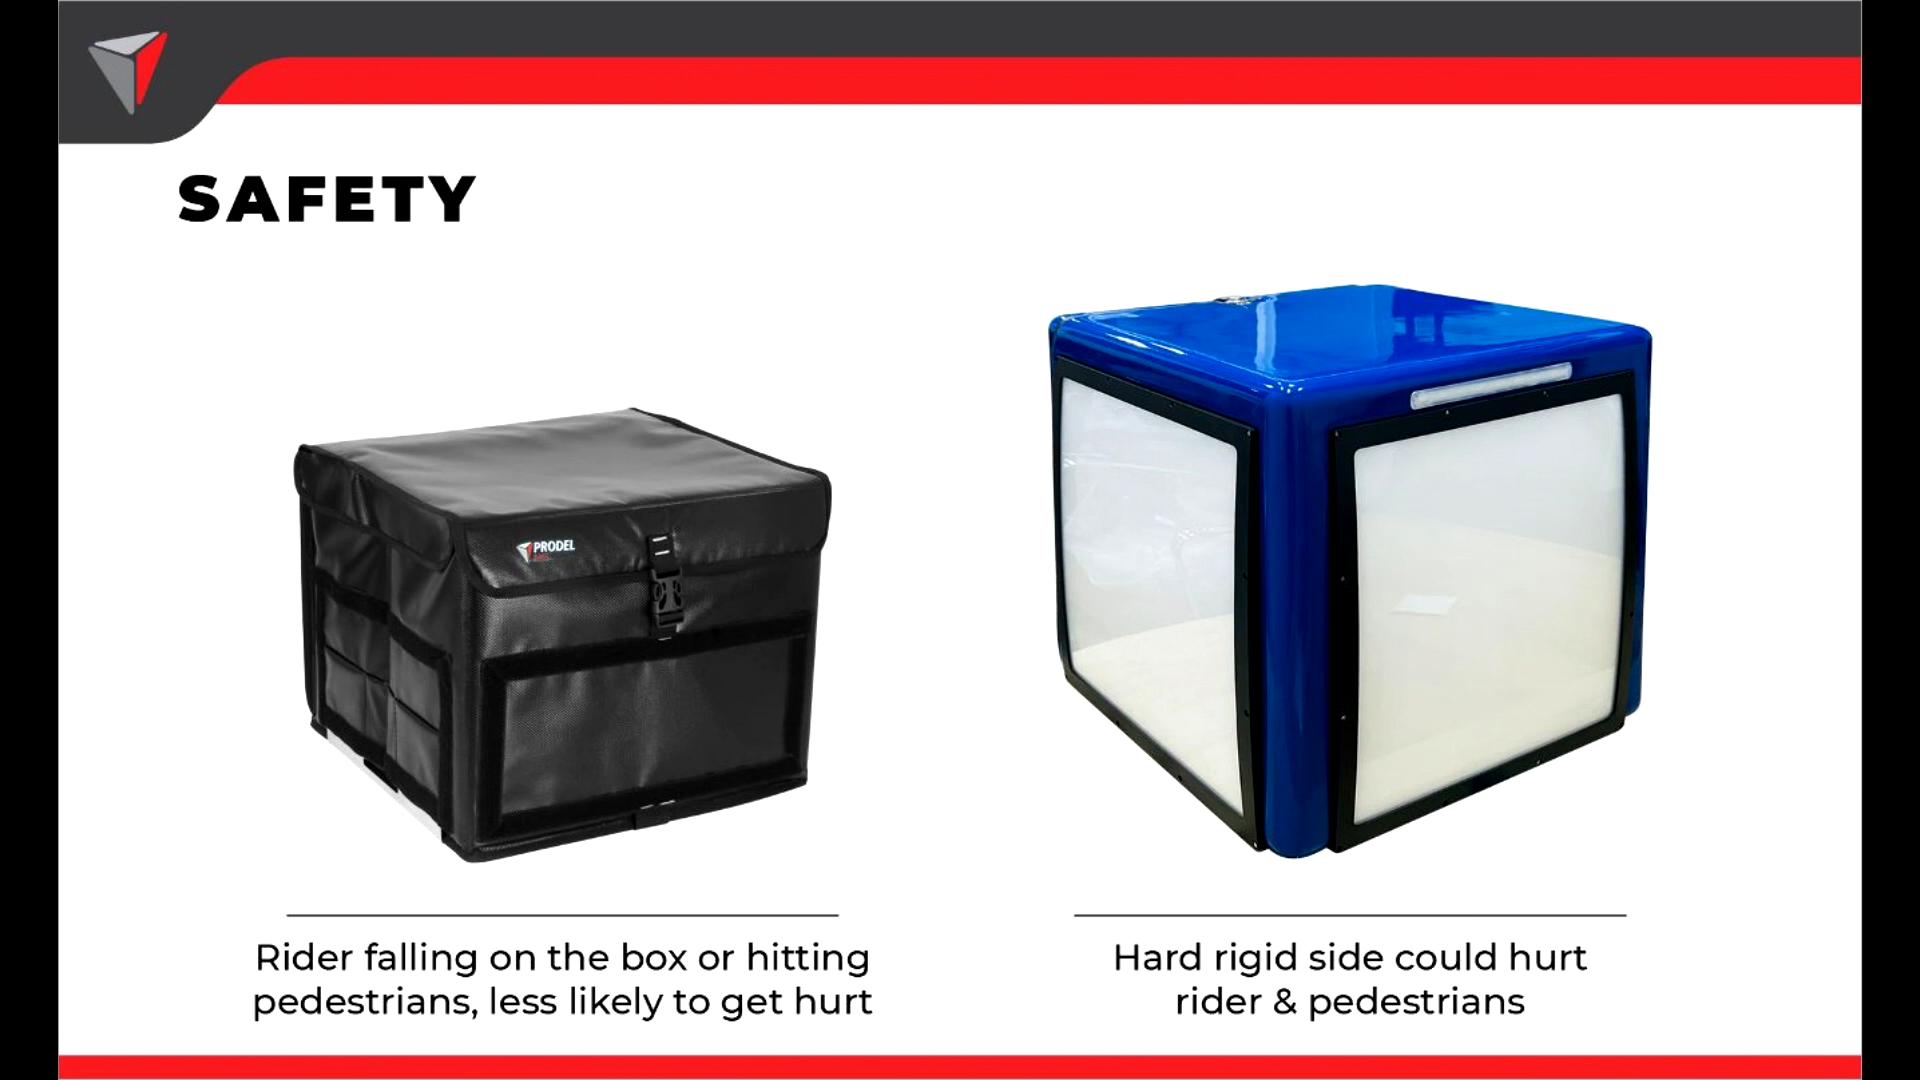 SAFETY
PRODEL
Rider falling on the box or hitting
pedestrians, less likely to get hurt
Hard rigid side could hurt
rider & pedestrians